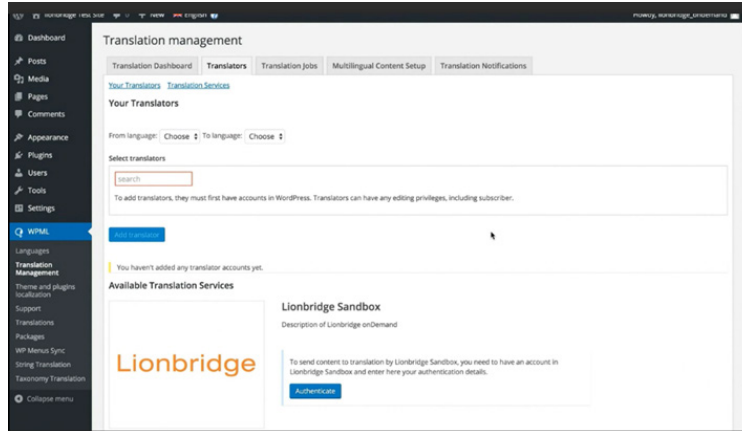 lionbridge Test Site 0 New English
Howdy, lionbridge_ondemand
Dashboard
Posts
Media
Pages
Comments
Appearance
Plugins
Users
Tools
Settings
WPML
Languages
Translation
Management
Theme and plugins
localization
Support
Translations
Packages
WP Menus Sync
String Translation
Taxonomy Translation
Collapse menu
Translation management
Translation Dashboard Translators Translation Jobs Multilingual Content Setup Translation Notifications
Your Translators Translation Services
Your Translators
From language: Choose To language: Choose
Select translators
search
To add translators, they must first have accounts in WordPress. Translators can have any editing privileges, including subscriber.
Add translator
You haven't added any translator accounts yet.
Available Translation Services
Lionbridge
Lionbridge Sandbox
Description of Lionbridge onDemand
To send content to translation by Lionbridge Sandbox, you need to have an account in
Lionbridge Sandbox and enter here your authentication details.
Authenticate